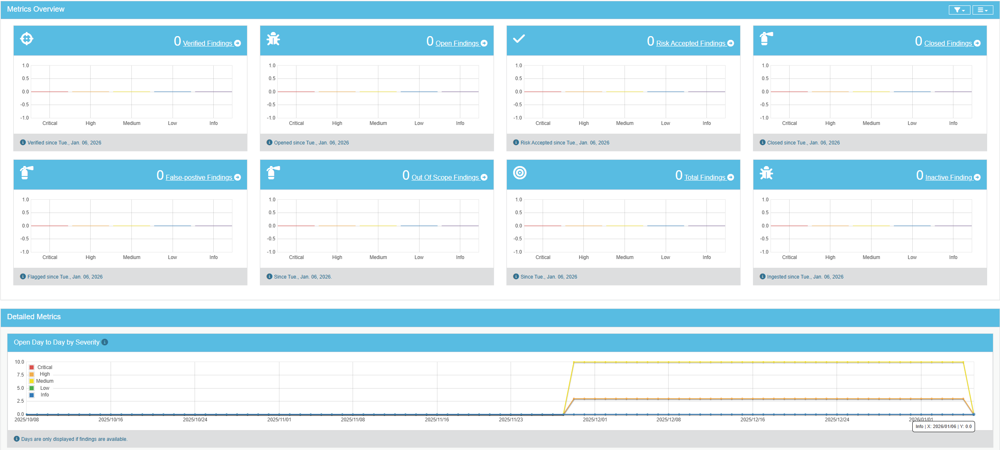 Metrics Overview
0 Verified Findings
1.0
0.5
0.0
-0.5
-1.0
Critical High Medium Low Info
Verified since Tue., Jan. 06, 2026
0 Open Findings
1.0
0.5
0.0
-0.5
-1.0
Critical High Medium Low Info
Opened since Tue., Jan. 06, 2026
0 Risk Accepted Findings
1.0
0.5
0.0
-0.5
-1.0
Critical High Medium Low Info
Risk Accepted since Tue., Jan. 06, 2026
0 Closed Findings
1.0
0.5
0.0
-0.5
-1.0
Critical High Medium Low Info
Closed since Tue., Jan. 06, 2026
0 False-postive Findings
1.0
0.5
0.0
-0.5
-1.0
Critical High Medium Low Info
Flagged since Tue., Jan. 06, 2026
0 Out Of Scope Findings
1.0
0.5
0.0
-0.5
-1.0
Critical High Medium Low Info
Since Tue., Jan. 06, 2026.
0 Total Findings
1.0
0.5
0.0
-0.5
-1.0
Critical High Medium Low Info
Since Tue., Jan. 06, 2026
0 Inactive Finding
1.0
0.5
0.0
-0.5
-1.0
Critical High Medium Low Info
Ingested since Tue., Jan. 06, 2026
Detailed Metrics
Open Day to Day by Severity
10.0
7.5
5.0
2.5
0.0
Critical
High
Medium
Low
Info
2025/10/08 2025/10/16 2025/10/24 2025/11/01 2025/11/08 2025/11/16 2025/11/23 2025/12/01 2025/12/08 2025/12/16 2025/12/24 2026/01/01
Info | X: 2026/01/06 | Y: 0.0
Days are only displayed if findings are available.